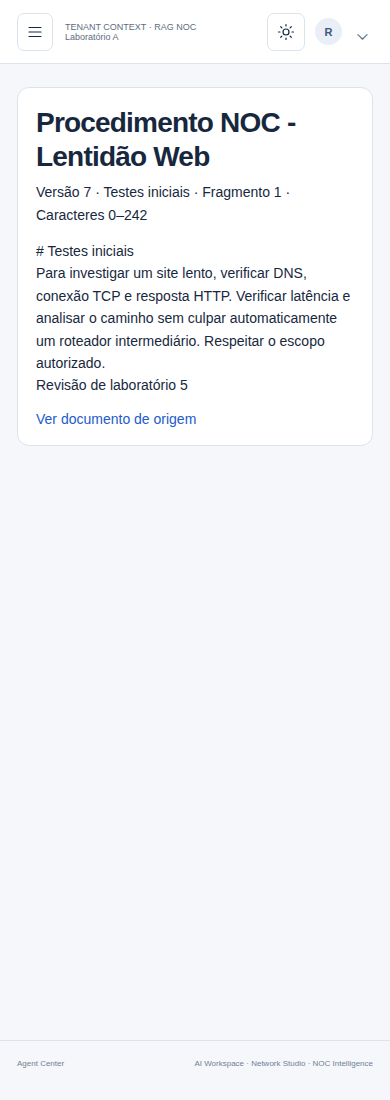 TENANT CONTEXT · RAG NOC
Laboratório A
R
Procedimento NOC -
Lentidão Web
Versão 7 · Testes iniciais · Fragmento 1 ·
Caracteres 0–242
# Testes iniciais
Para investigar um site lento, verificar DNS,
conexão TCP e resposta HTTP. Verificar latência e
analisar o caminho sem culpar automaticamente
um roteador intermediário. Respeitar o escopo
autorizado.
Revisão de laboratório 5
Ver documento de origem
Agent Center
AI Workspace · Network Studio · NOC Intelligence